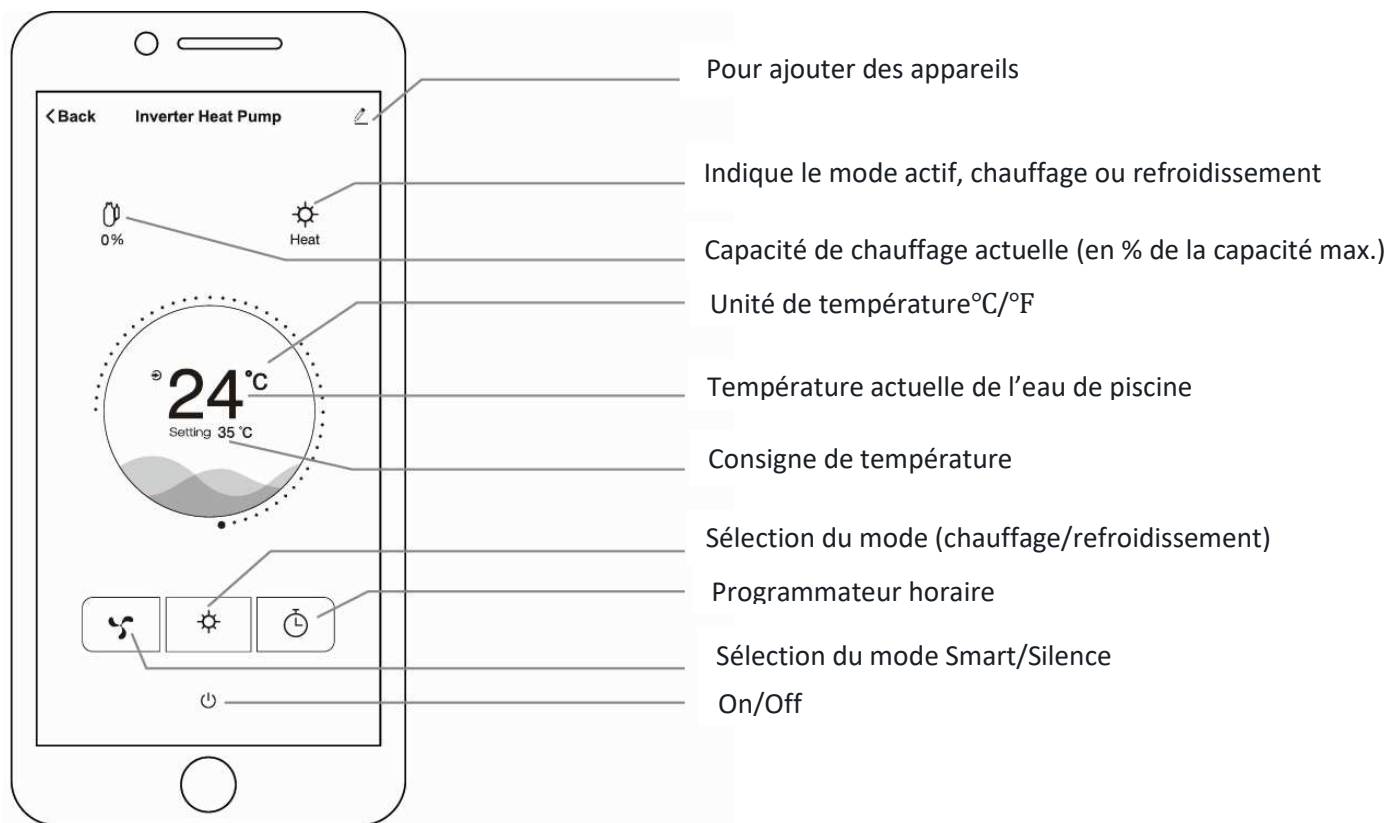 Pour ajouter des appareils
<Back Inverter Heat Pump
Indique le mode actif, chauffage ou refroidissement
0%
Heat
Capacité de chauffage actuelle (en % de la capacité max.)
Unité de température°C/°F
24°C
Température actuelle de l’eau de piscine
Setting 35 °C
Consigne de température
Sélection du mode (chauffage/refroidissement)
Programmateur horaire
Sélection du mode Smart/Silence
On/Off